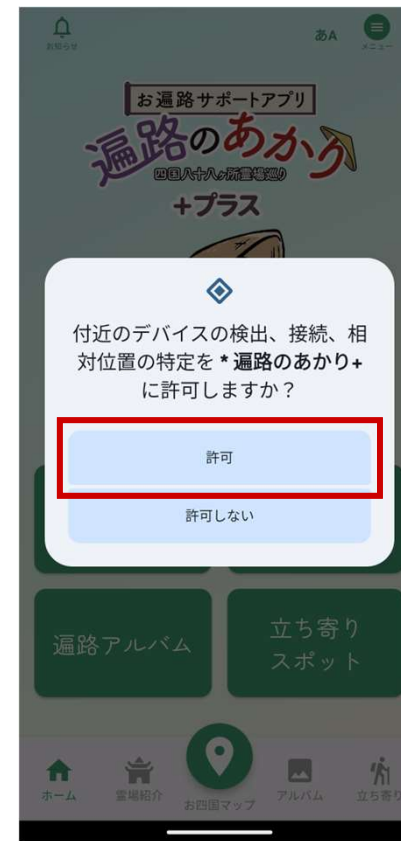 お知らせ
あA
メニュー
お遍路サポートアプリ
遍路のあかり
四国八十八ヶ所霊場巡り
+プラス
付近のデバイスの検出、接続、相
対位置の特定を * 遍路のあかり+
に許可しますか？
許可
許可しない
遍路アルバム
立ち寄り
スポット
ホーム
霊場紹介
お四国マップ
アルバム
立ち寄り